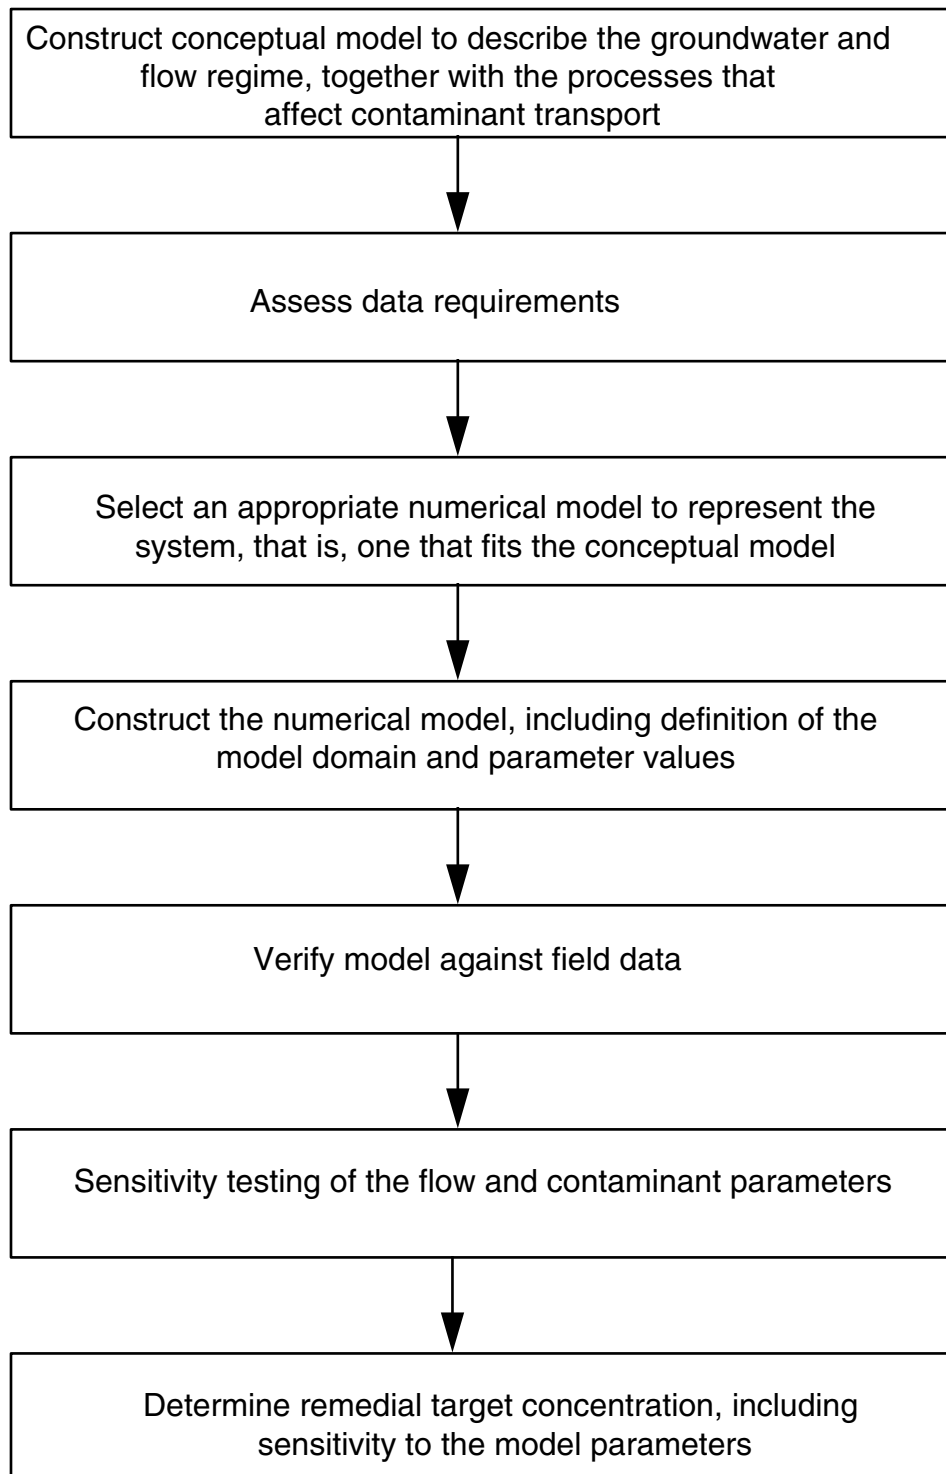 Construct conceptual model to describe the groundwater and
flow regime, together with the processes that
affect contaminant transport
Assess data requirements
Select an appropriate numerical model to represent the
system, that is, one that fits the conceptual model
Construct the numerical model, including definition of the
model domain and parameter values
Verify model against field data
Sensitivity testing of the flow and contaminant parameters
Determine remedial target concentration, including
sensitivity to the model parameters